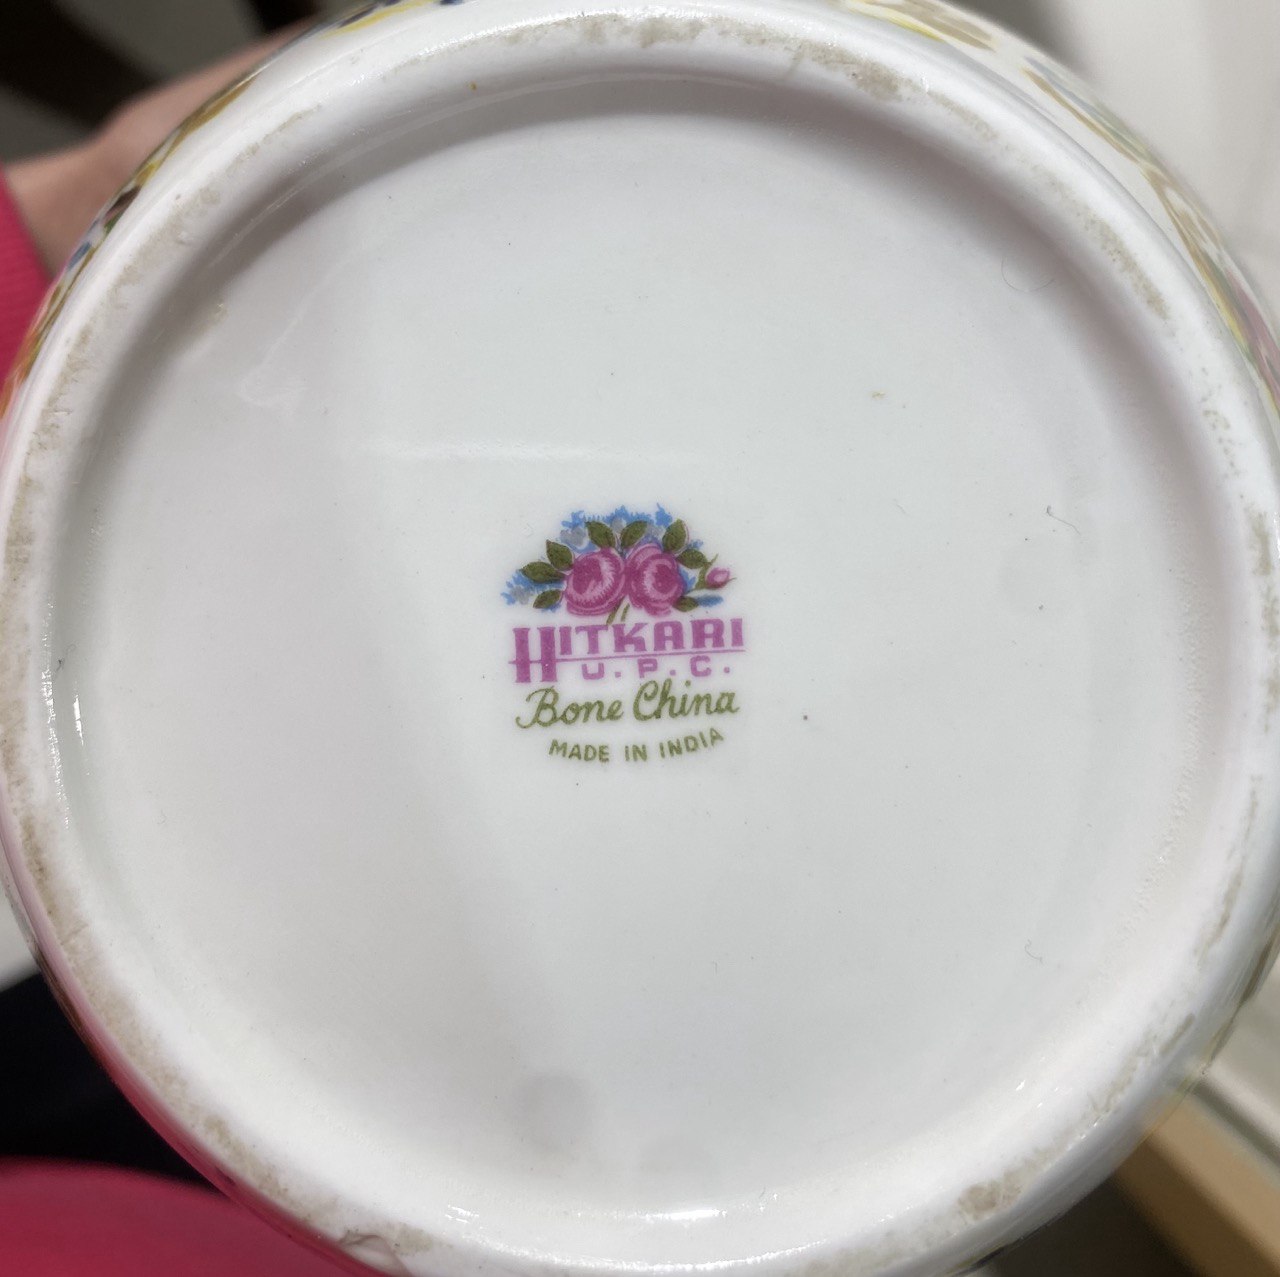 HITKARI
U.P.C.
Bone China
MADE IN INDIA